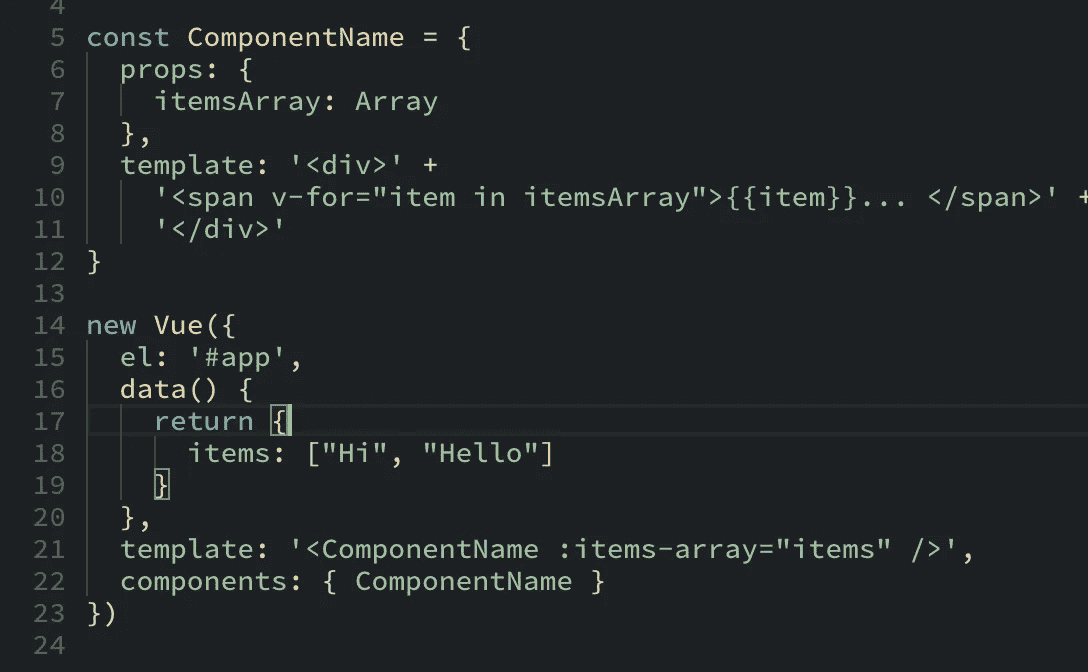 4
5 const ComponentName = {
6   props: {
7     itemsArray: Array
8   },
9   template: '<div>' +
10     '<span v-for="item in itemsArray">{{item}}... </span>' +
11     '</div>'
12 }
13
14 new Vue({
15   el: '#app',
16   data() {
17     return {
18       items: ["Hi", "Hello"]
19     }
20   },
21   template: '<ComponentName :items-array="items" />',
22   components: { ComponentName }
23 })
24